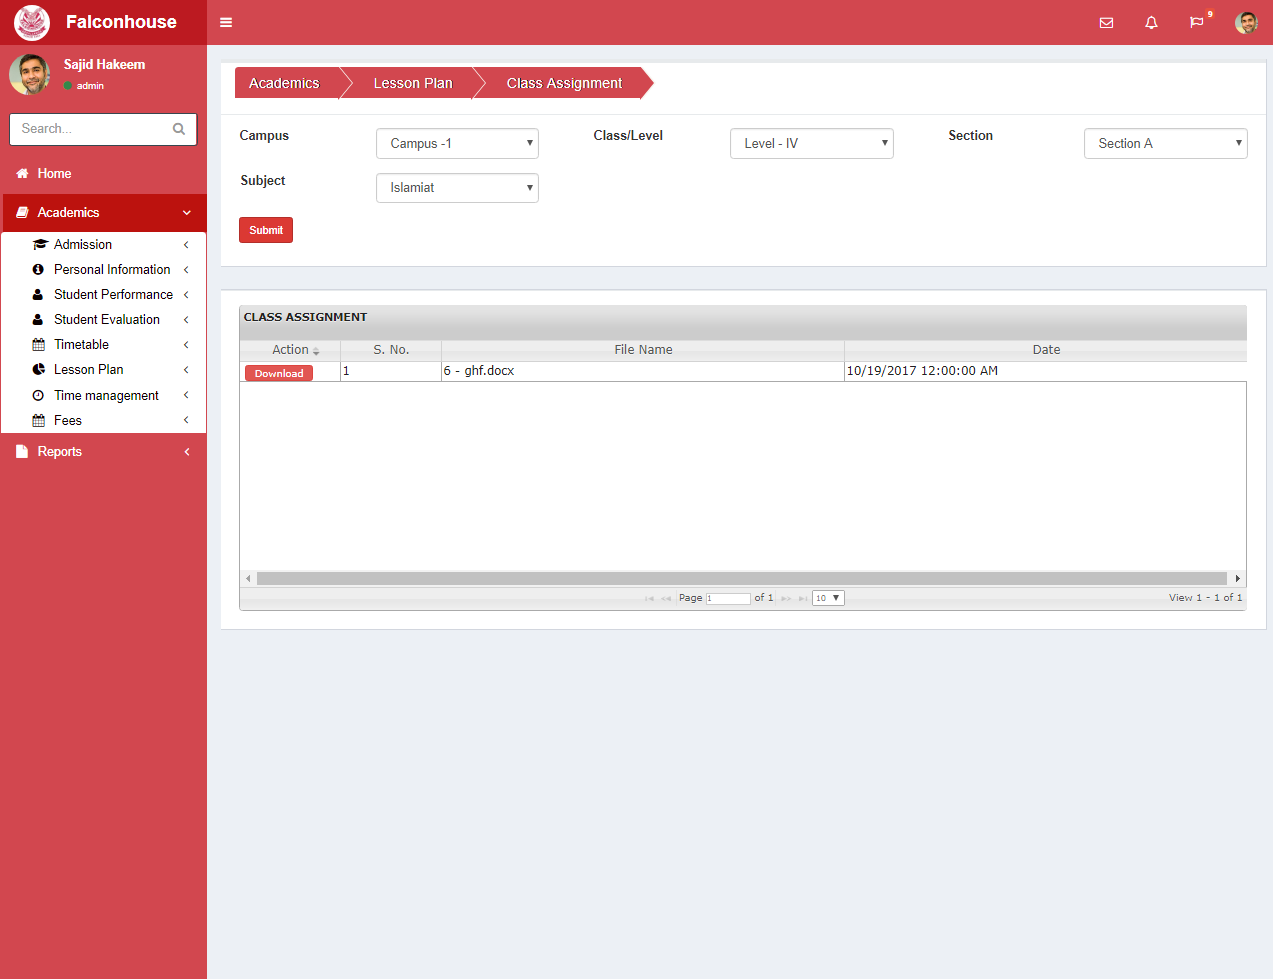 Falconhouse
9
Sajid Hakeem
admin
Search...
Home
Academics
Admission
Personal Information
Student Performance
Student Evaluation
Timetable
Lesson Plan
Time management
Fees
Reports
Academics Lesson Plan Class Assignment
Campus Campus -1 Class/Level Level - IV Section Section A
Subject Islamiat
Submit
CLASS ASSIGNMENT
Action S. No. File Name Date
Download 1 6 - ghf.docx 10/19/2017 12:00:00 AM
Page 1 of 1 10 View 1 - 1 of 1